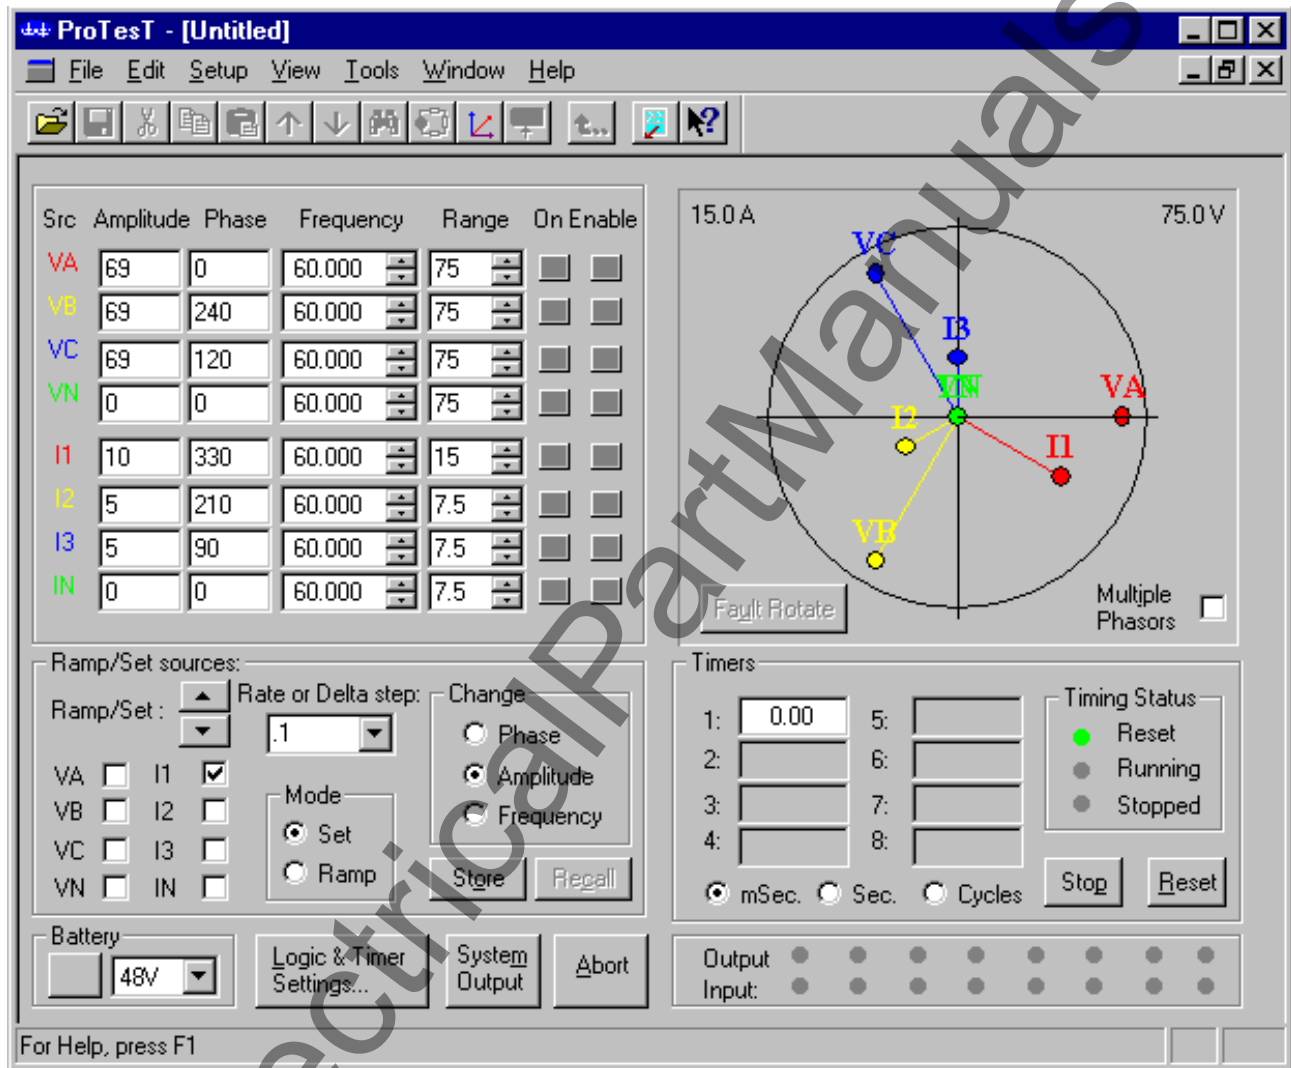 ProTesT - [Untitled]
File Edit Setup View Tools Window Help
Src Amplitude Phase Frequency Range On Enable
VA 69 0 60.000 75
VB 69 240 60.000 75
VC 69 120 60.000 75
VN 0 0 60.000 75
I1 10 330 60.000 15
I2 5 210 60.000 7.5
I3 5 90 60.000 7.5
IN 0 0 60.000 7.5
15.0 A 75.0 V
VC
I3
VN VA
I2
I1
VB
Fault Rotate
Multiple
Phasors
Ramp/Set sources:
Ramp/Set :
Rate or Delta step:
.1
VA I1
VB I2
VC I3
VN IN
Mode
Set
Ramp
Change
Phase
Amplitude
Frequency
Store Recall
Timers
1: 0.00 5:
2: 6:
3: 7:
4: 8:
mSec. Sec. Cycles
Timing Status
Reset
Running
Stopped
Stop Reset
Battery
48V
Logic & Timer
Settings...
System
Output
Abort
Output
Input:
For Help, press F1
ElectricalPartManuals